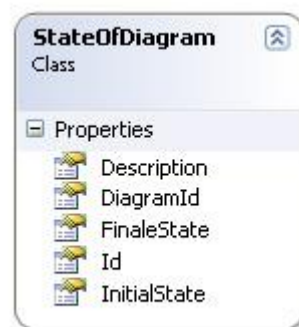 StateOfDiagram
Class
Properties
Description
DiagramId
FinaleState
Id
InitialState